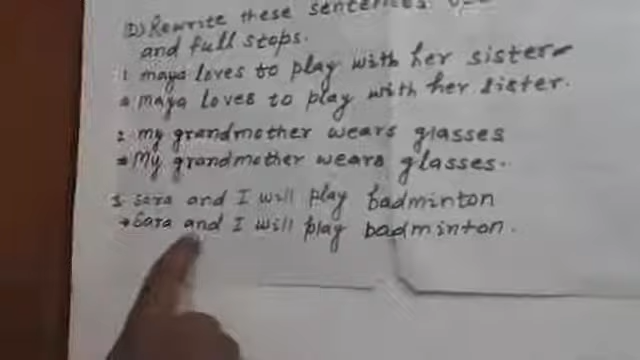 D) Rewrite these sentences
and full stops.
1 maya loves to play with her sister
→ maya loves to play with her sister.
2 my grandmother wears glasses
→ My grandmother wears glasses.
3 sara and I will play badminton
→ Sara and I will play badminton.